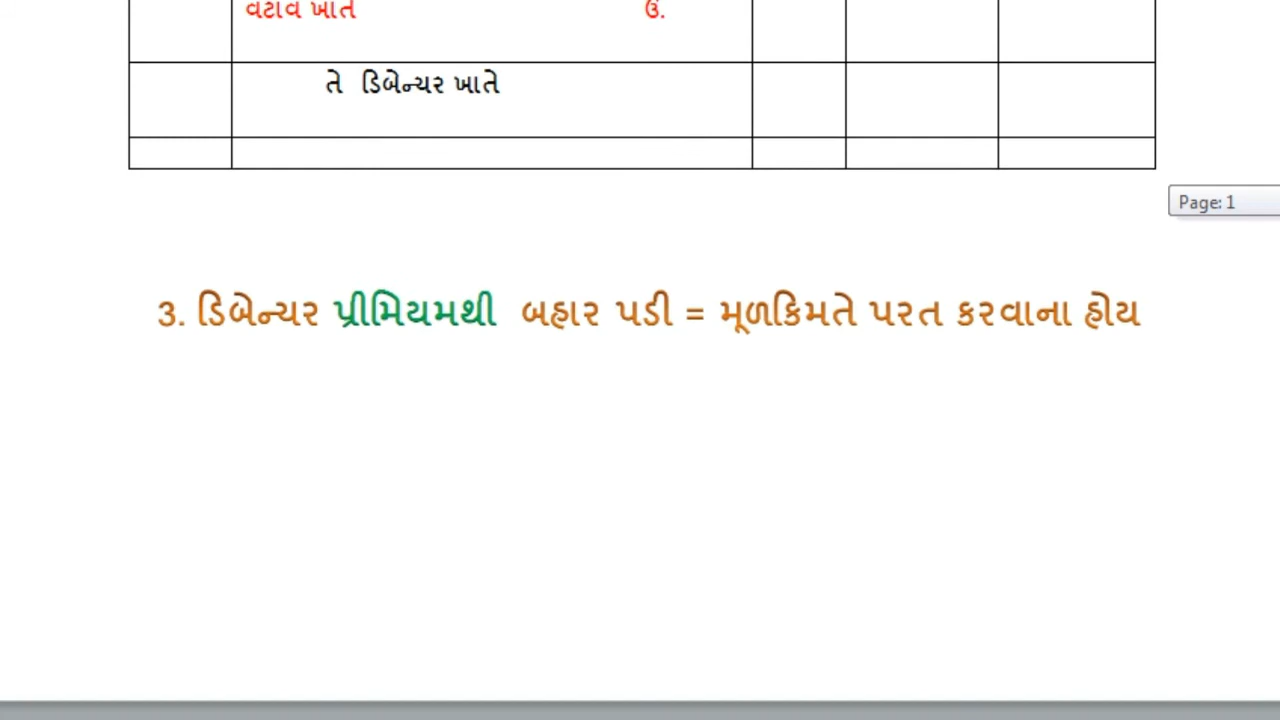 વટાવ ખાતે ઉ.
તે ડિબેન્ચર ખાતે
Page: 1
3. ડિબેન્ચર પ્રીમિયમથી બહાર પડી = મૂળકિમતે પરત કરવાના હોય